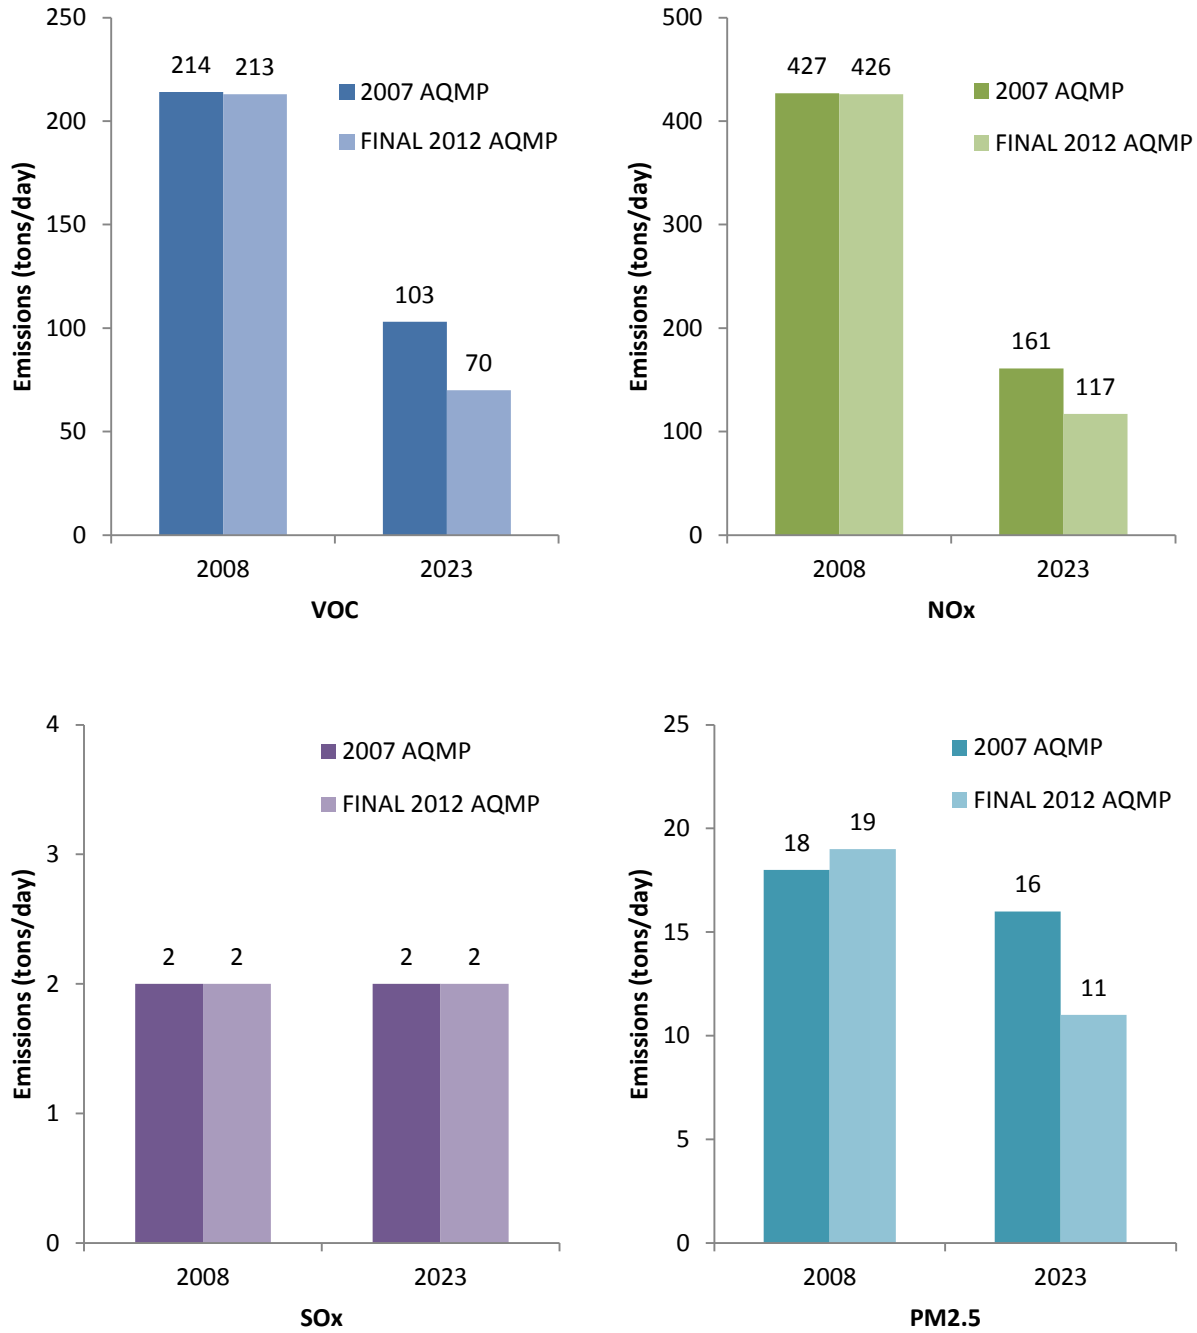 250
200
150
100
50
0
Emissions (tons/day)
214
213
103
70
2007 AQMP
FINAL 2012 AQMP
2008
2023
VOC
500
400
300
200
100
0
Emissions (tons/day)
427
426
161
117
2007 AQMP
FINAL 2012 AQMP
2008
2023
NOx
4
3
2
1
0
Emissions (tons/day)
2
2
2
2
2007 AQMP
FINAL 2012 AQMP
2008
2023
SOx
25
20
15
10
5
0
Emissions (tons/day)
18
19
16
11
2007 AQMP
FINAL 2012 AQMP
2008
2023
PM2.5